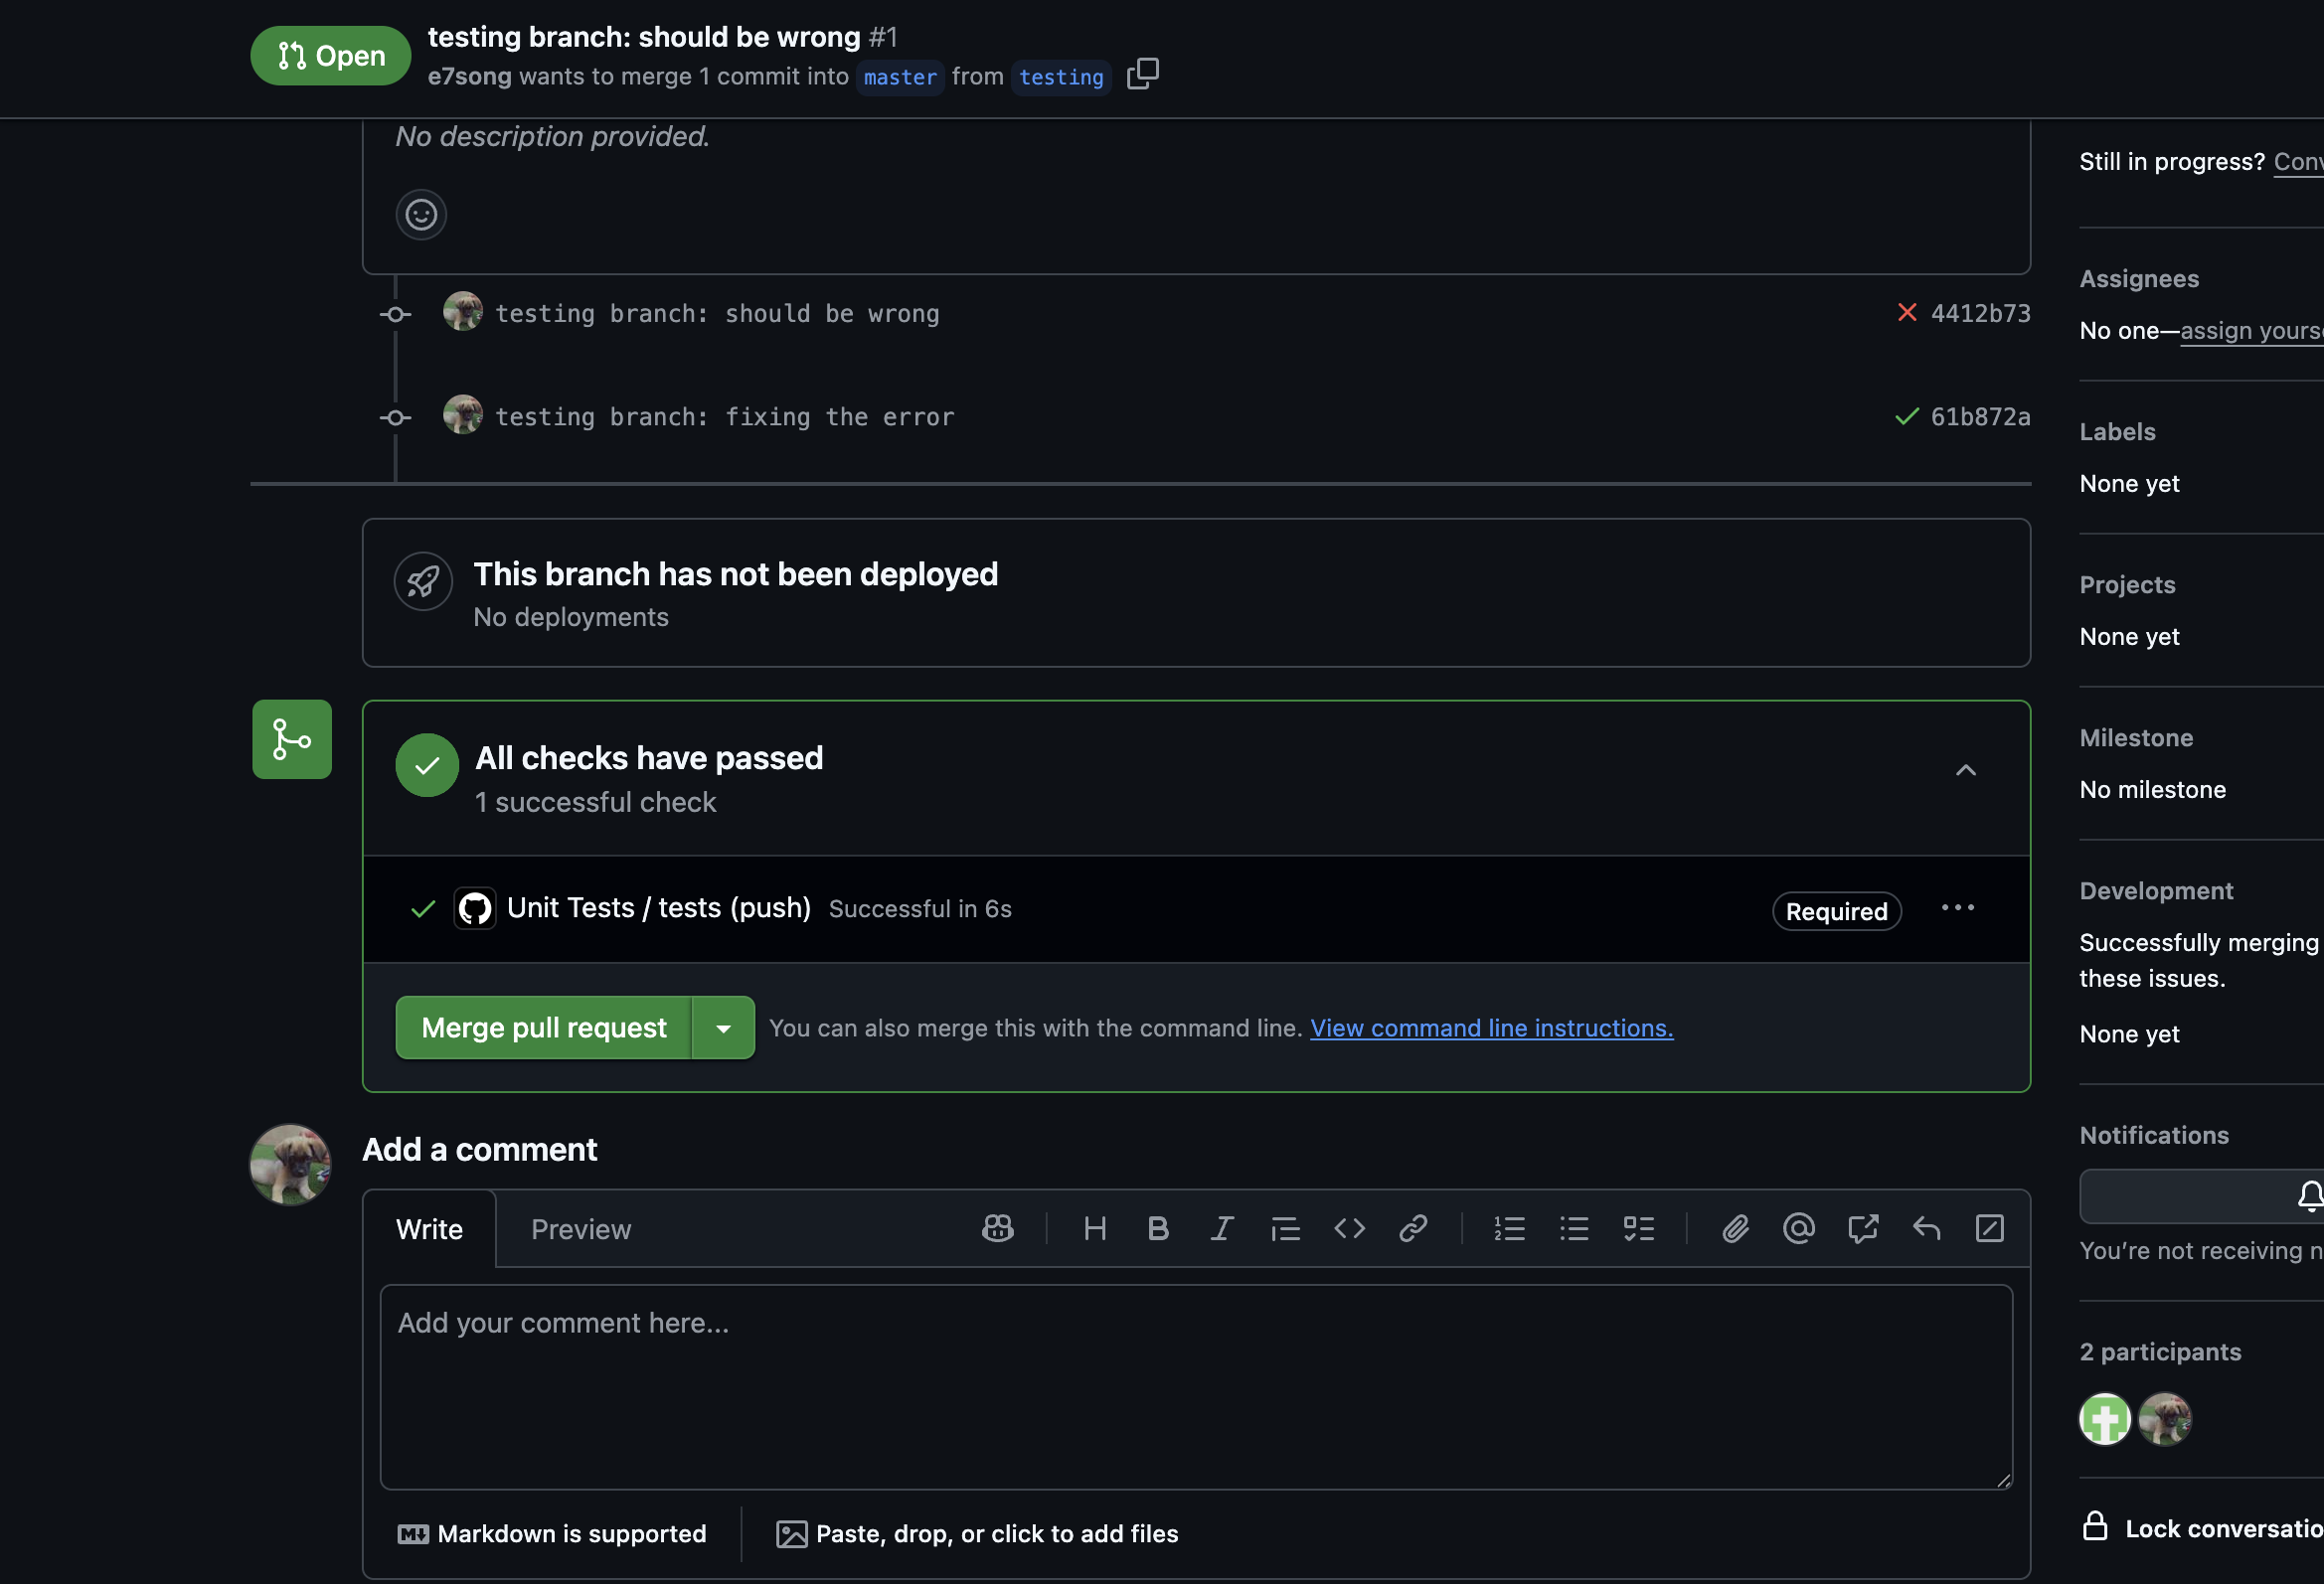 Open
testing branch: should be wrong #1
e7song wants to merge 1 commit into master from testing
No description provided.
testing branch: should be wrong
4412b73
testing branch: fixing the error
61b872a
This branch has not been deployed
No deployments
All checks have passed
1 successful check
Unit Tests / tests (push) Successful in 6s
Required
Merge pull request
You can also merge this with the command line. View command line instructions.
Add a comment
Write
Preview
Add your comment here...
Markdown is supported
Paste, drop, or click to add files
Still in progress? Conv
Assignees
No one—assign yourse
Labels
None yet
Projects
None yet
Milestone
No milestone
Development
Successfully merging
these issues.
None yet
Notifications
You’re not receiving n
2 participants
Lock conversatio